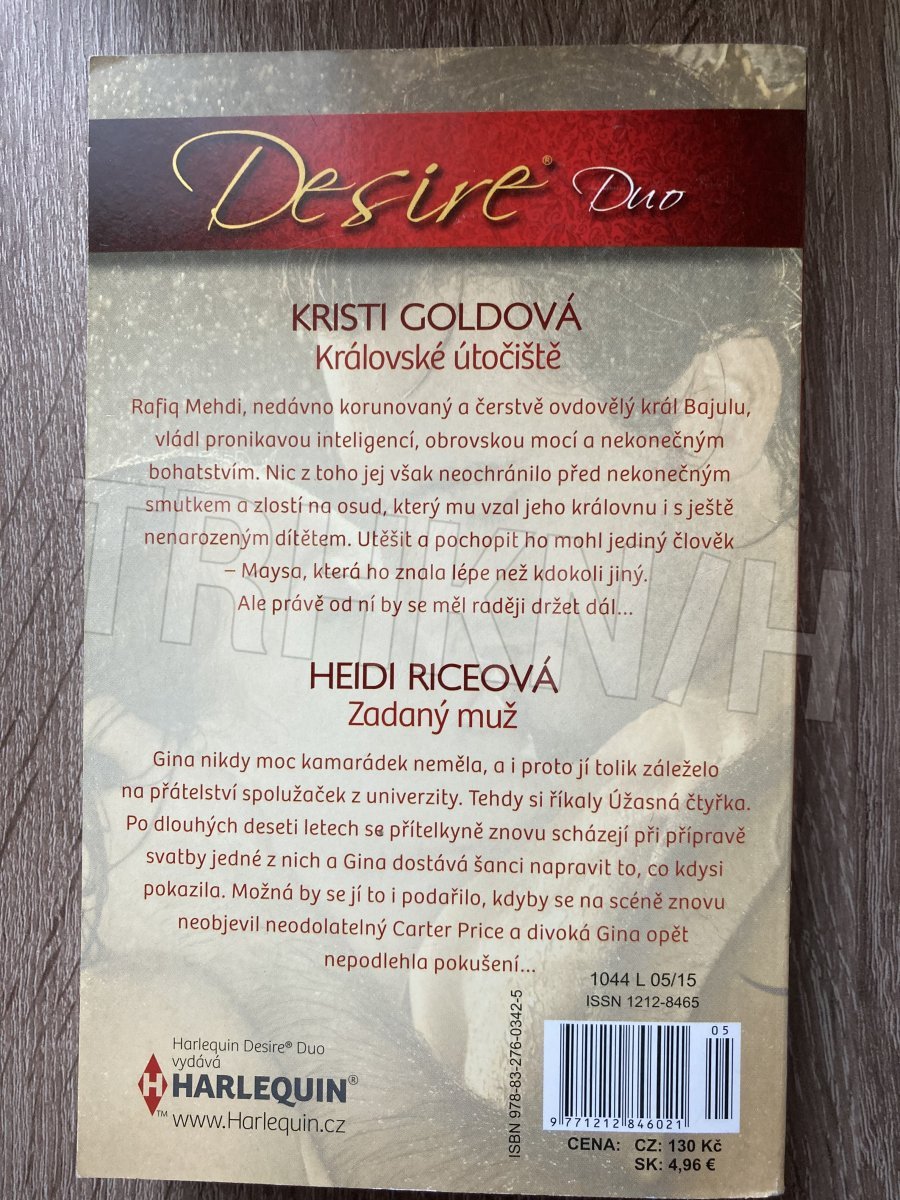 Desire® Duo
KRISTI GOLDOVÁ
Královské útočiště
Rafiq Mehdi, nedávno korunovaný a čerstvě ovdovělý král Bajulu,
vládl pronikavou inteligencí, obrovskou mocí a nekonečným
bohatstvím. Nic z toho jej však neochránilo před nekonečným
smutkem a zlostí na osud, který mu vzal jeho královnu i s ještě
nenarozeným dítětem. Utěšit a pochopit ho mohl jediný člověk
– Maysa, která ho znala lépe než kdokoli jiný.
Ale právě od ní by se měl raději držet dál...
TRHKNIH
HEIDI RICEOVÁ
Zadaný muž
Gina nikdy moc kamarádek neměla, a i proto jí tolik záleželo
na přátelství spolužaček z univerzity. Tehdy si říkaly Úžasná čtyřka.
Po dlouhých deseti letech se přítelkyně znovu scházejí při přípravě
svatby jedné z nich a Gina dostává šanci napravit to, co kdysi
pokazila. Možná by se jí to i podařilo, kdyby se na scéně znovu
neobjevil neodolatelný Carter Price a divoká Gina opět
nepodlehla pokušení...
1044 L 05/15
ISSN 1212-8465
ISBN 978-83-276-0342-5
05
9 771212 846021
CENA: CZ: 130 Kč
SK: 4,96 €
Harlequin Desire® Duo
vydává
H HARLEQUIN®
™ www.Harlequin.cz